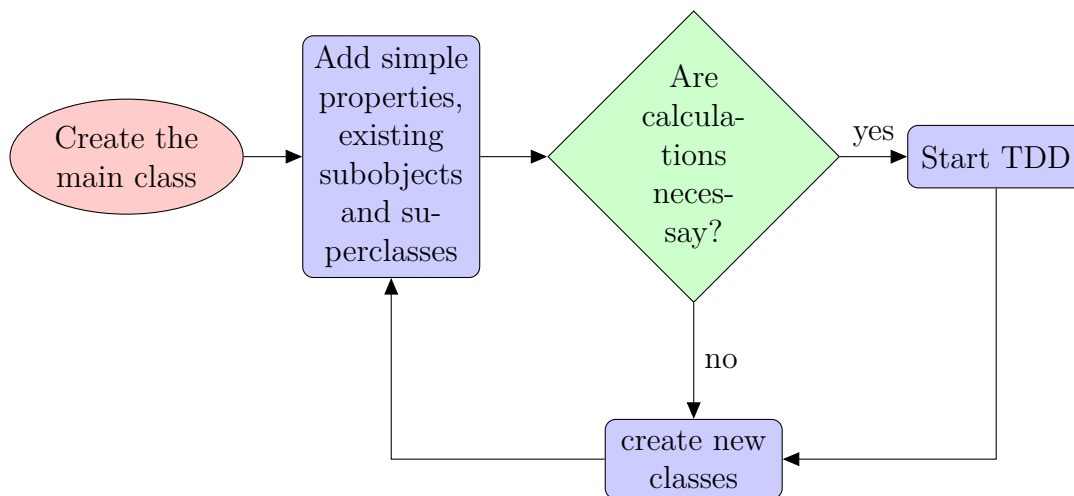 Create the
main class
Add simple
properties,
existing
subobjects
and su-
perclasses
Are
calcula-
tions
neces-
say?
yes
Start TDD
no
create new
classes